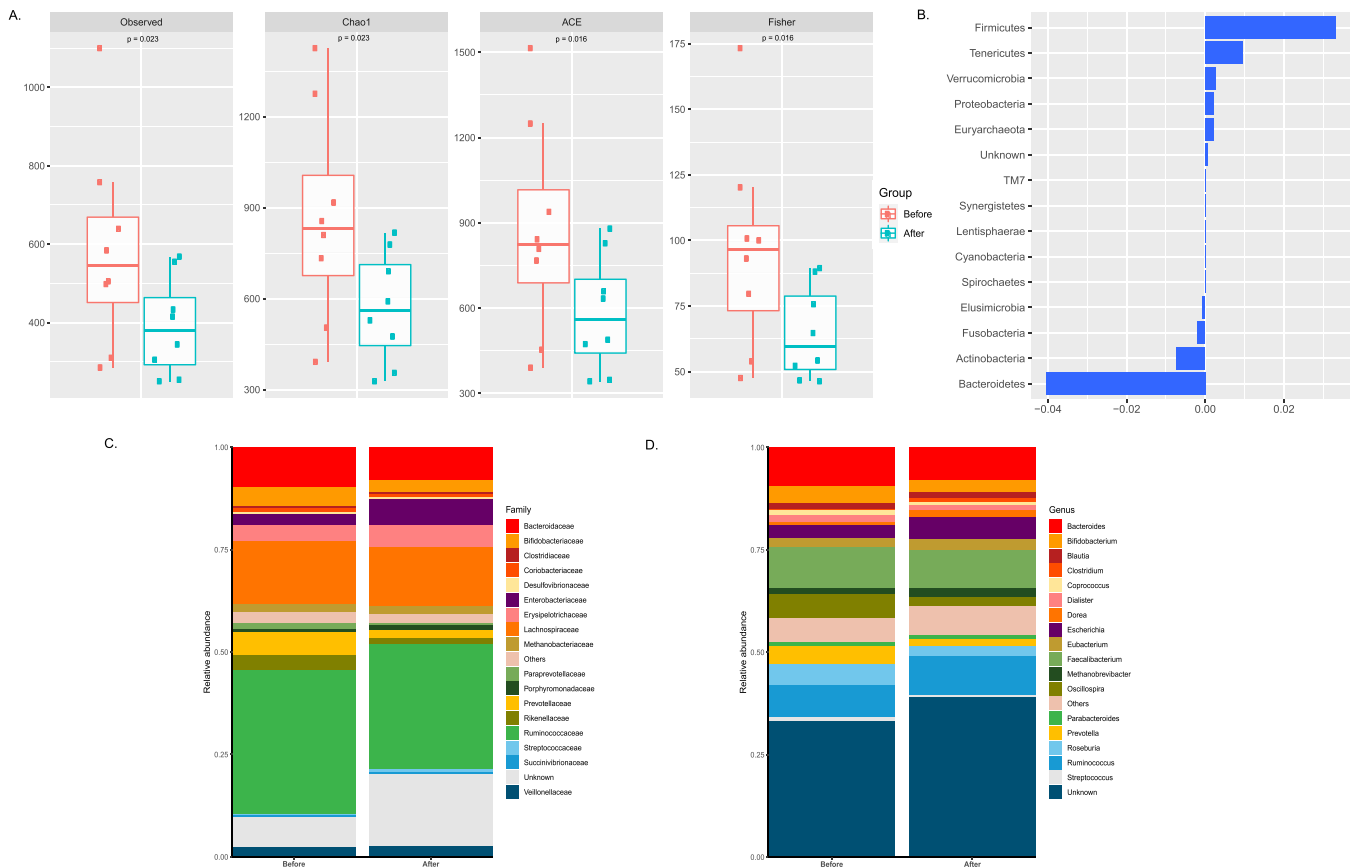 A.
Observed
p = 0.023
1000
800
600
400
Chao1
p = 0.023
1200
900
600
300
ACE
p = 0.016
1500
1200
900
600
300
Fisher
p = 0.016
175
150
125
100
75
50
Group
Before
After
B.
Firmicutes
Tenericutes
Verrucomicrobia
Proteobacteria
Euryarchaeota
Unknown
TM7
Synergistetes
Lentisphaerae
Cyanobacteria
Spirochaetes
Elusimicrobia
Fusobacteria
Actinobacteria
Bacteroidetes
−0.04 −0.02 0.00 0.02
C.
Relative abundance
1.00
0.75
0.50
0.25
0.00
Before After
Family
Bacteroidaceae
Bifidobacteriaceae
Clostridiaceae
Coriobacteriaceae
Desulfovibrionaceae
Enterobacteriaceae
Erysipelotrichaceae
Lachnospiraceae
Methanobacteriaceae
Others
Paraprevotellaceae
Porphyromonadaceae
Prevotellaceae
Rikenellaceae
Ruminococcaceae
Streptococcaceae
Succinivibrionaceae
Unknown
Veillonellaceae
D.
Relative abundance
1.00
0.75
0.50
0.25
0.00
Before After
Genus
Bacteroides
Bifidobacterium
Blautia
Clostridium
Coprococcus
Dialister
Dorea
Escherichia
Eubacterium
Faecalibacterium
Methanobrevibacter
Oscillospira
Others
Parabacteroides
Prevotella
Roseburia
Ruminococcus
Streptococcus
Unknown